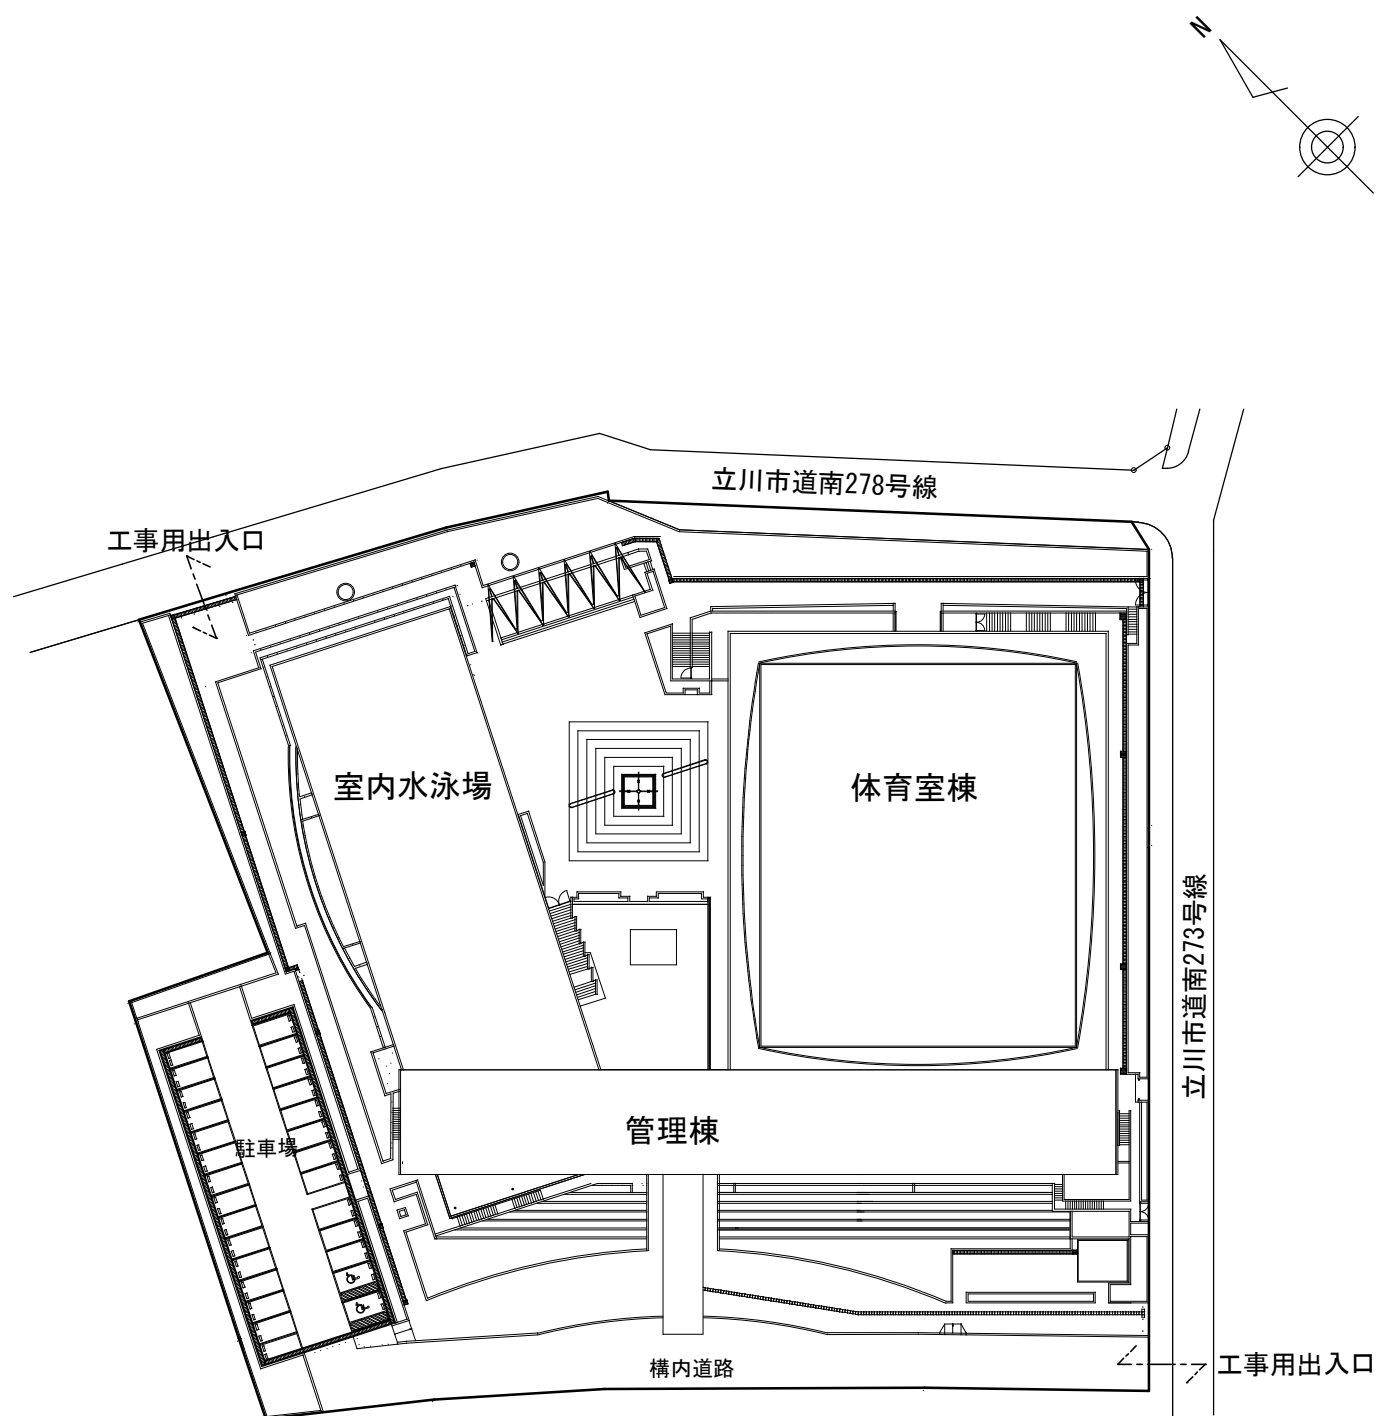 N
立川市道南278号線
工事用出入口
室内水泳場
体育室棟
立川市道南273号線
管理棟
駐車場
構内道路
工事用出入口